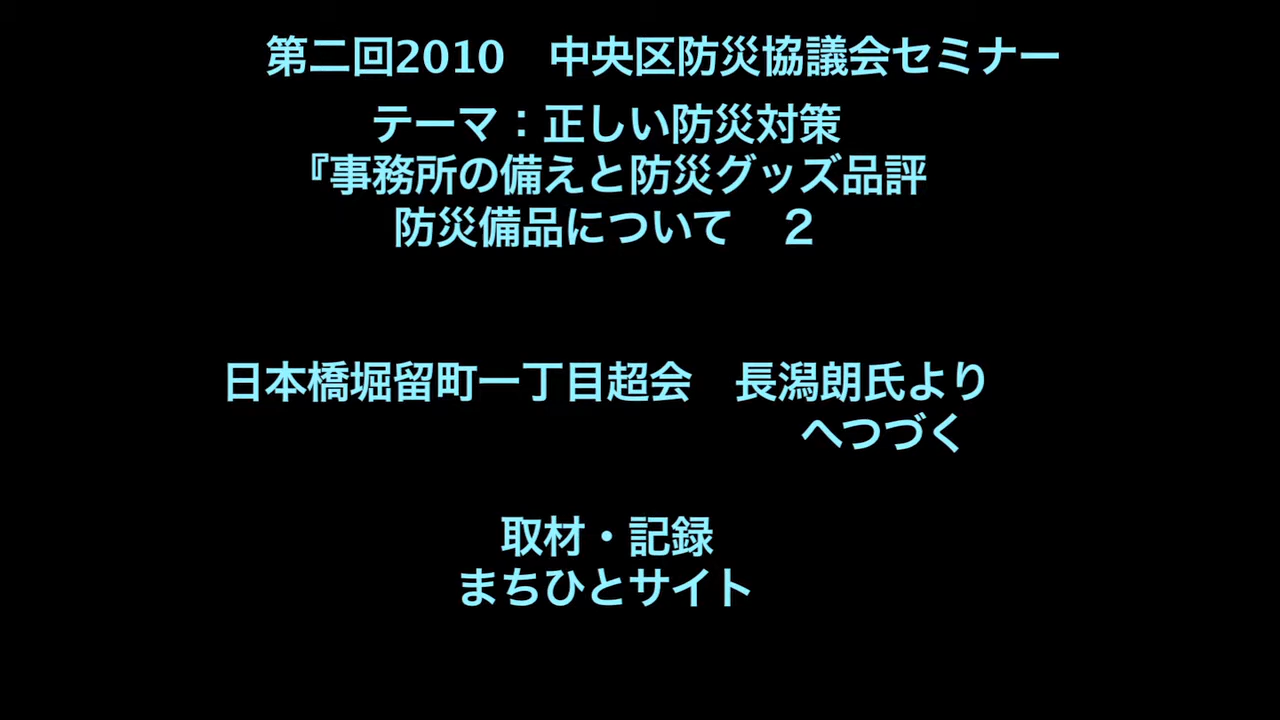 第二回2010　中央区防災協議会セミナー
テーマ：正しい防災対策
『事務所の備えと防災グッズ品評
防災備品について　２
日本橋堀留町一丁目超会　長潟朗氏より
へつづく
取材・記録
まちひとサイト